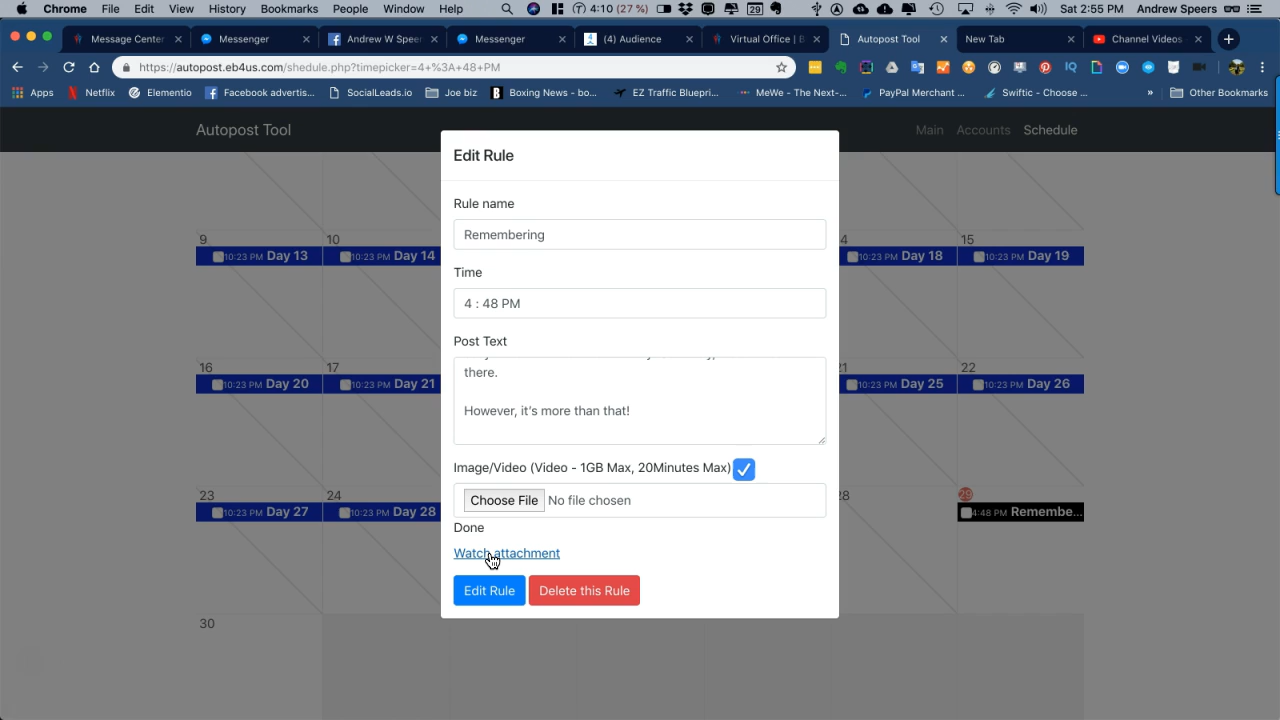 Chrome File Edit View History Bookmarks People Window Help 4:10 (27 %) 29 Sat 2:55 PM Andrew Speers
Message Center Messenger Andrew W Speer Messenger (4) Audience Virtual Office | B Autopost Tool New Tab Channel Videos
https://autopost.eb4us.com/shedule.php?timepicker=4+%3A+48+PM
Apps Netflix Elementio Facebook advertis... SocialLeads.io Joe biz Boxing News - bo... EZ Traffic Bluepri... MeWe - The Next-... PayPal Merchant ... Swiftic - Choose ... » Other Bookmarks
Autopost Tool Main Accounts Schedule
Edit Rule
Rule name
Remembering
9 10 4 15
10:23 PM Day 13 10:23 PM Day 14 10:23 PM Day 18 10:23 PM Day 19
Time
4 : 48 PM
Post Text
there.
16 17 21 22
10:23 PM Day 20 10:23 PM Day 21 10:23 PM Day 25 10:23 PM Day 26
However, it's more than that!
Image/Video (Video - 1GB Max, 20Minutes Max)
Choose File No file chosen
23 24 28 29
10:23 PM Day 27 10:23 PM Day 28 4:48 PM Remembe...
Done
Watch attachment
Edit Rule Delete this Rule
30